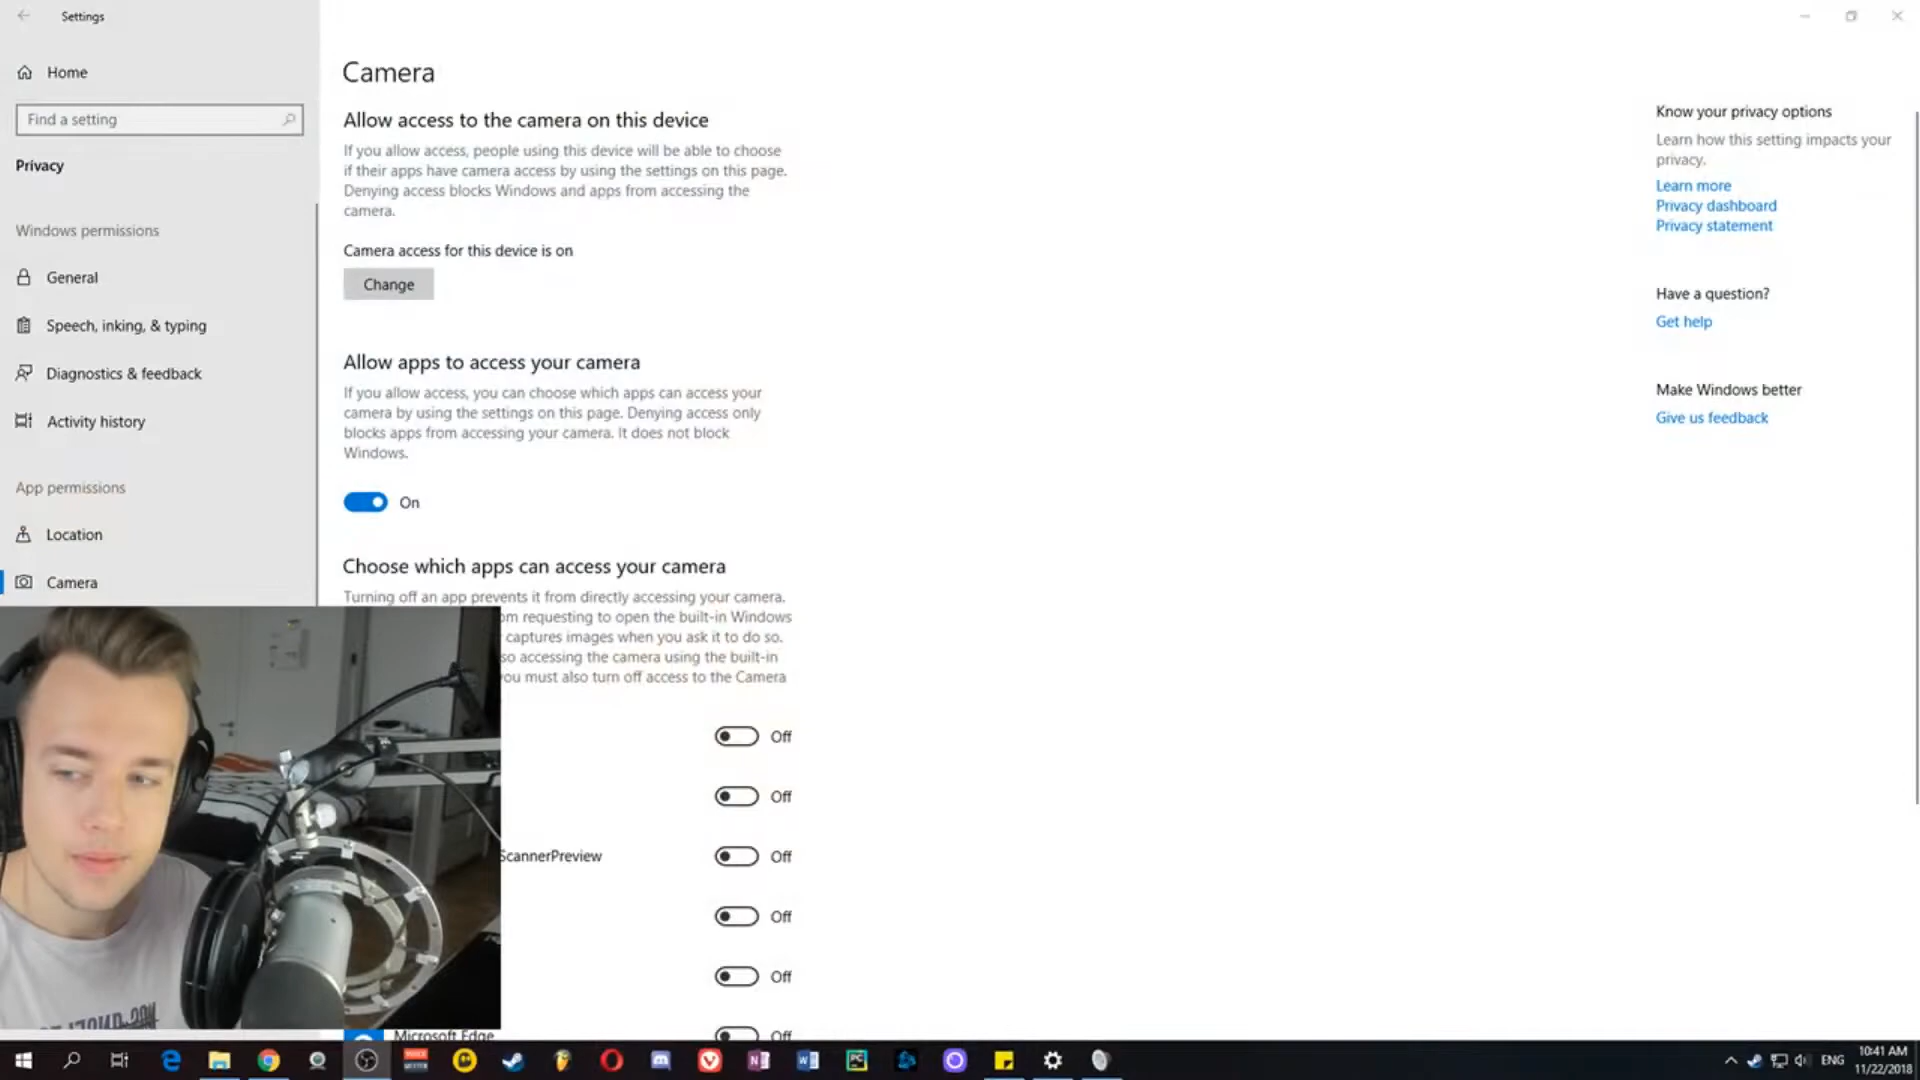 Settings
Home
Find a setting
Privacy
Windows permissions
General
Speech, inking, & typing
Diagnostics & feedback
Activity history
App permissions
Location
Camera
Camera
Allow access to the camera on this device
If you allow access, people using this device will be able to choose
if their apps have camera access by using the settings on this page.
Denying access blocks Windows and apps from accessing the
camera.
Camera access for this device is on
Change
Allow apps to access your camera
If you allow access, you can choose which apps can access your
camera by using the settings on this page. Denying access only
blocks apps from accessing your camera. It does not block
Windows.
On
Choose which apps can access your camera
Turning off an app prevents it from directly accessing your camera.
requesting to open the built-in Windows
captures images when you ask it to do so.
so accessing the camera using the built-in
you must also turn off access to the Camera
Off
Off
ScannerPreview
Off
Off
Off
Microsoft Edge
Off
Know your privacy options
Learn how this setting impacts your
privacy.
Learn more
Privacy dashboard
Privacy statement
Have a question?
Get help
Make Windows better
Give us feedback
ENG
10:41 AM
11/22/2018